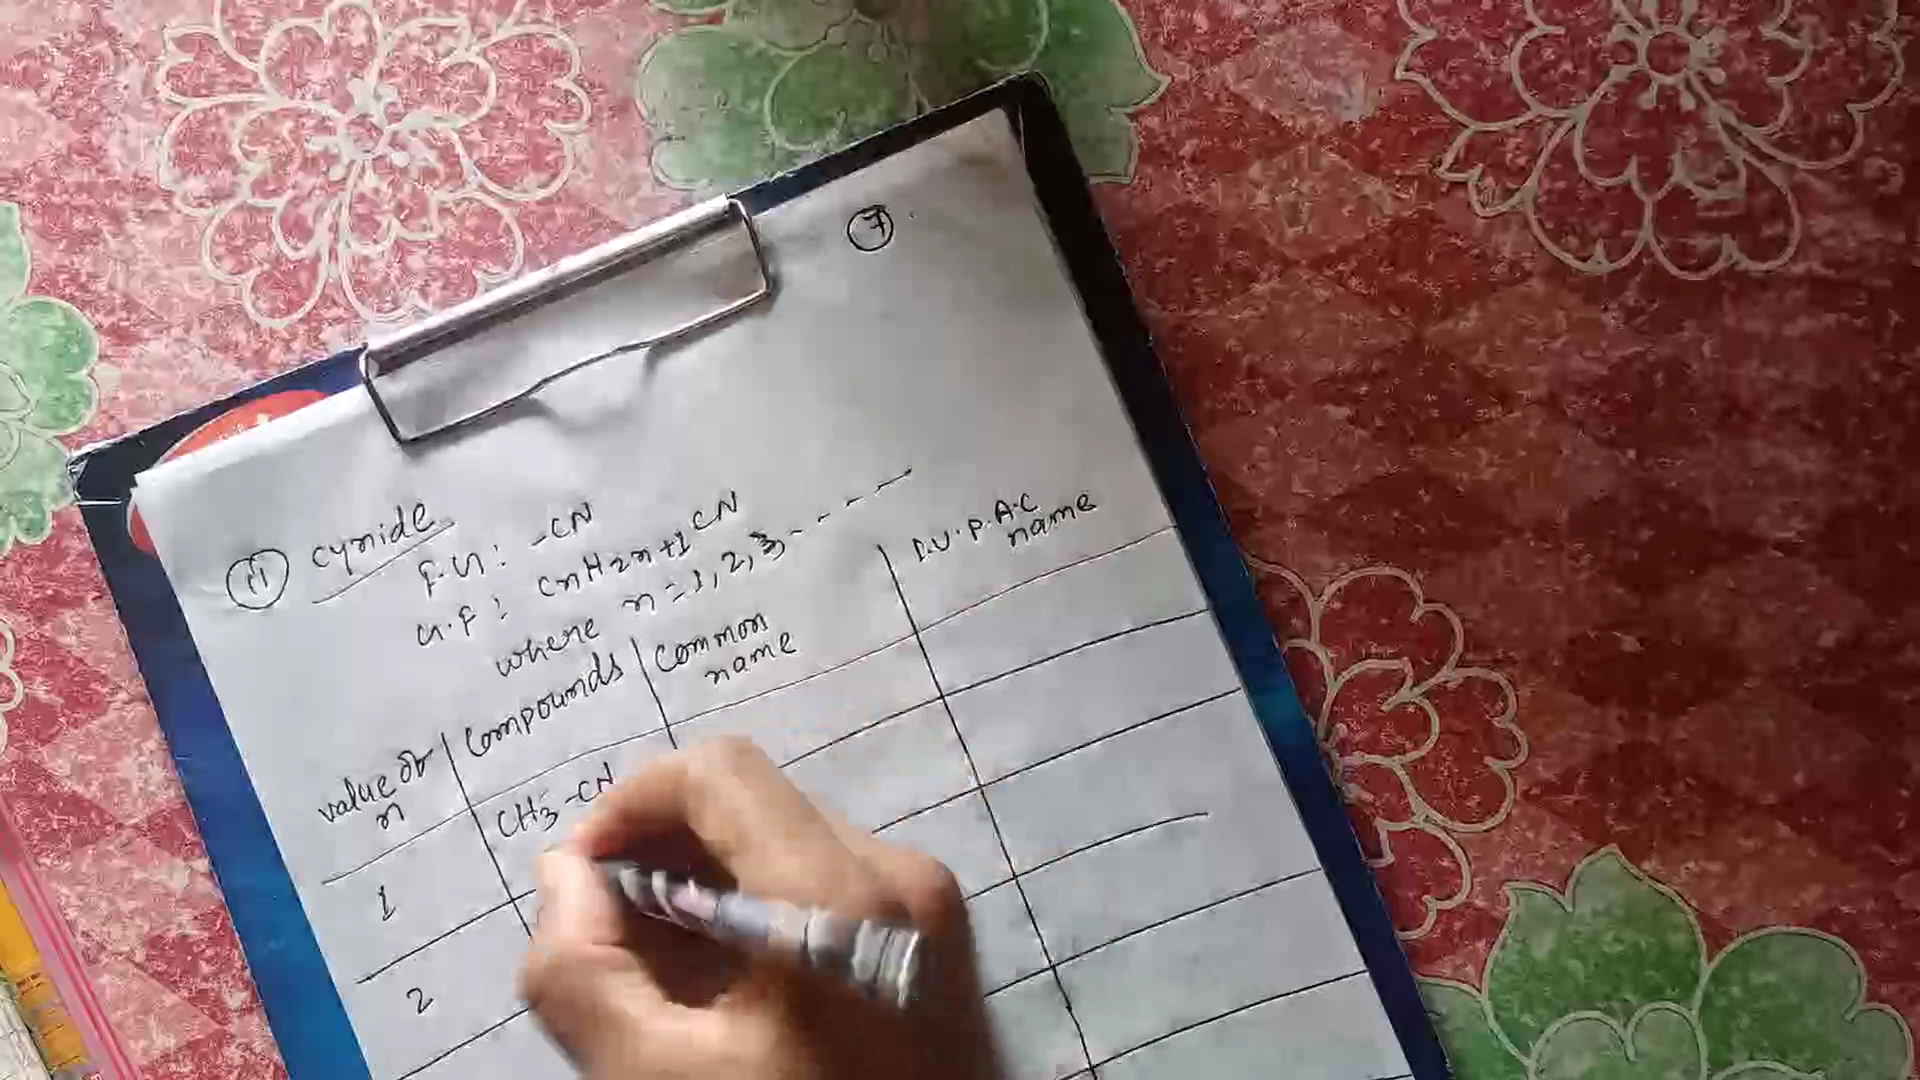 7
11 cynide
F.G: -CN
G.F: CnH2n+1CN
where n=1,2,3-----
value of n
compounds
common name
I.U.P.A.C name
1
CH3-CN
2